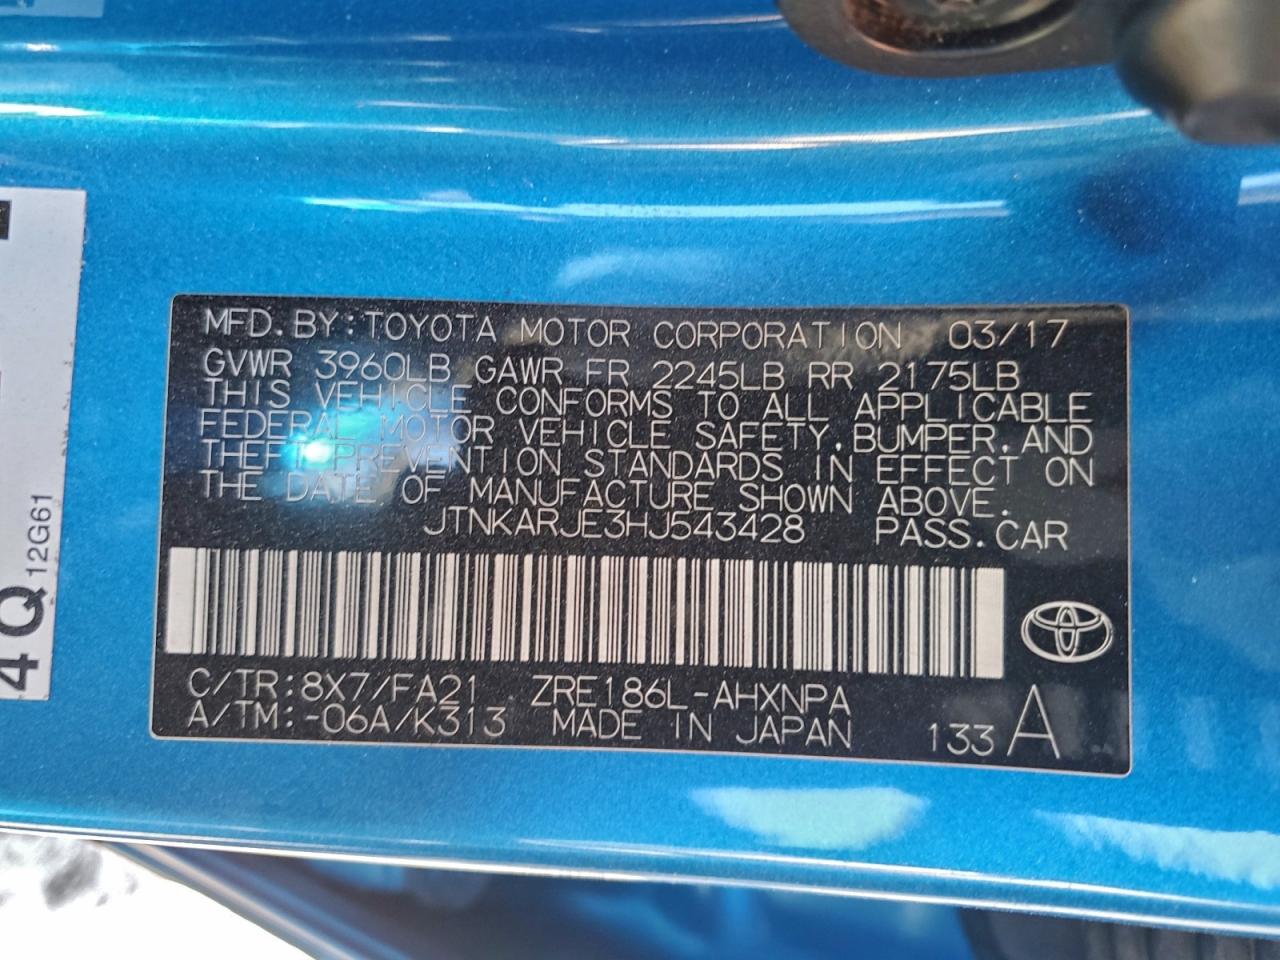 MFD.BY:TOYOTA MOTOR CORPORATION 03/17
GVWR 3960LB GAWR FR 2245LB RR 2175LB
THIS VEHICLE CONFORMS TO ALL APPLICABLE
FEDERAL MOTOR VEHICLE SAFETY,BUMPER,AND
THEFT PREVENTION STANDARDS IN EFFECT ON
THE DATE OF MANUFACTURE SHOWN ABOVE.
JTNKARJE3HJ543428 PASS.CAR
C/TR:8X7/FA21 ZRE186L-AHXNPA
A/TM:-06A/K313 MADE IN JAPAN 133 A
4Q 12G61